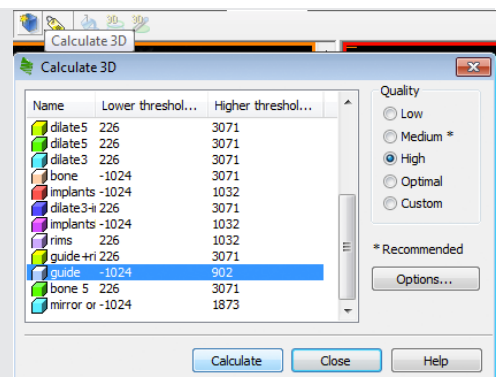 3D
Calculate 3D
Calculate 3D
Name Lower threshol... Higher threshol...
dilate5 226 3071
dilate5 226 3071
dilate3 226 3071
bone -1024 3071
implants -1024 1032
dilate3-i 226 3071
implants -1024 1032
rims 226 1032
guide+ri 226 3071
guide -1024 902
bone 5 226 3071
mirror or -1024 1873
Quality
Low
Medium *
High
Optimal
Custom
* Recommended
Options...
Calculate Close Help